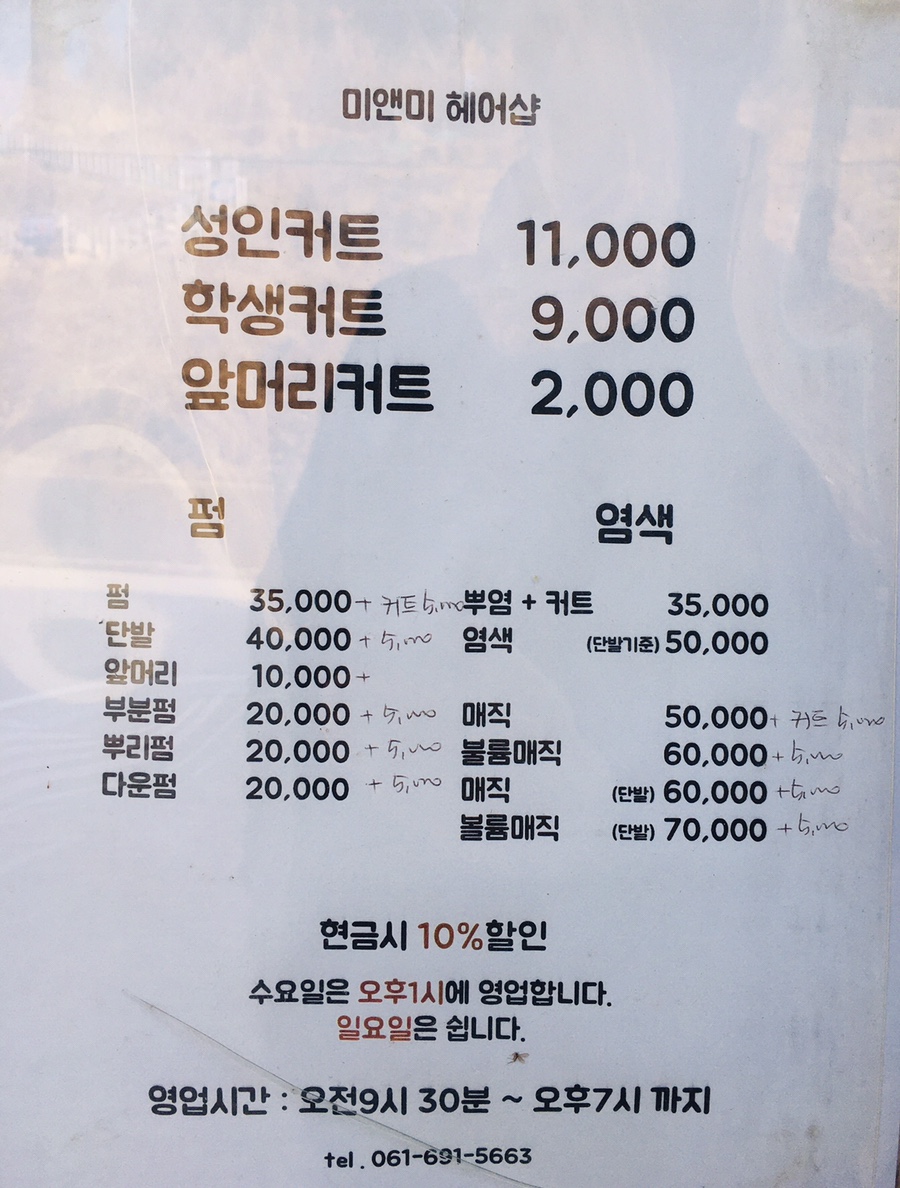 미앤미 헤어샵
성인커트 11,000
학생커트 9,000
앞머리커트 2,000
펌
펌 35,000 + 커트 5,000
단발 40,000 + 5,000
앞머리 10,000 +
부분펌 20,000 + 5,000
뿌리펌 20,000 + 5,000
다운펌 20,000 + 5,000
염색
뿌염 + 커트 35,000
염색 (단발기준) 50,000
매직 50,000 + 커트 5,000
불륨매직 60,000 + 5,000
매직 (단발) 60,000 + 5,000
볼륨매직 (단발) 70,000 + 5,000
현금시 10%할인
수요일은 오후1시에 영업합니다.
일요일은 쉽니다.
영업시간 : 오전9시 30분 ~ 오후7시 까지
tel. 061-691-5663